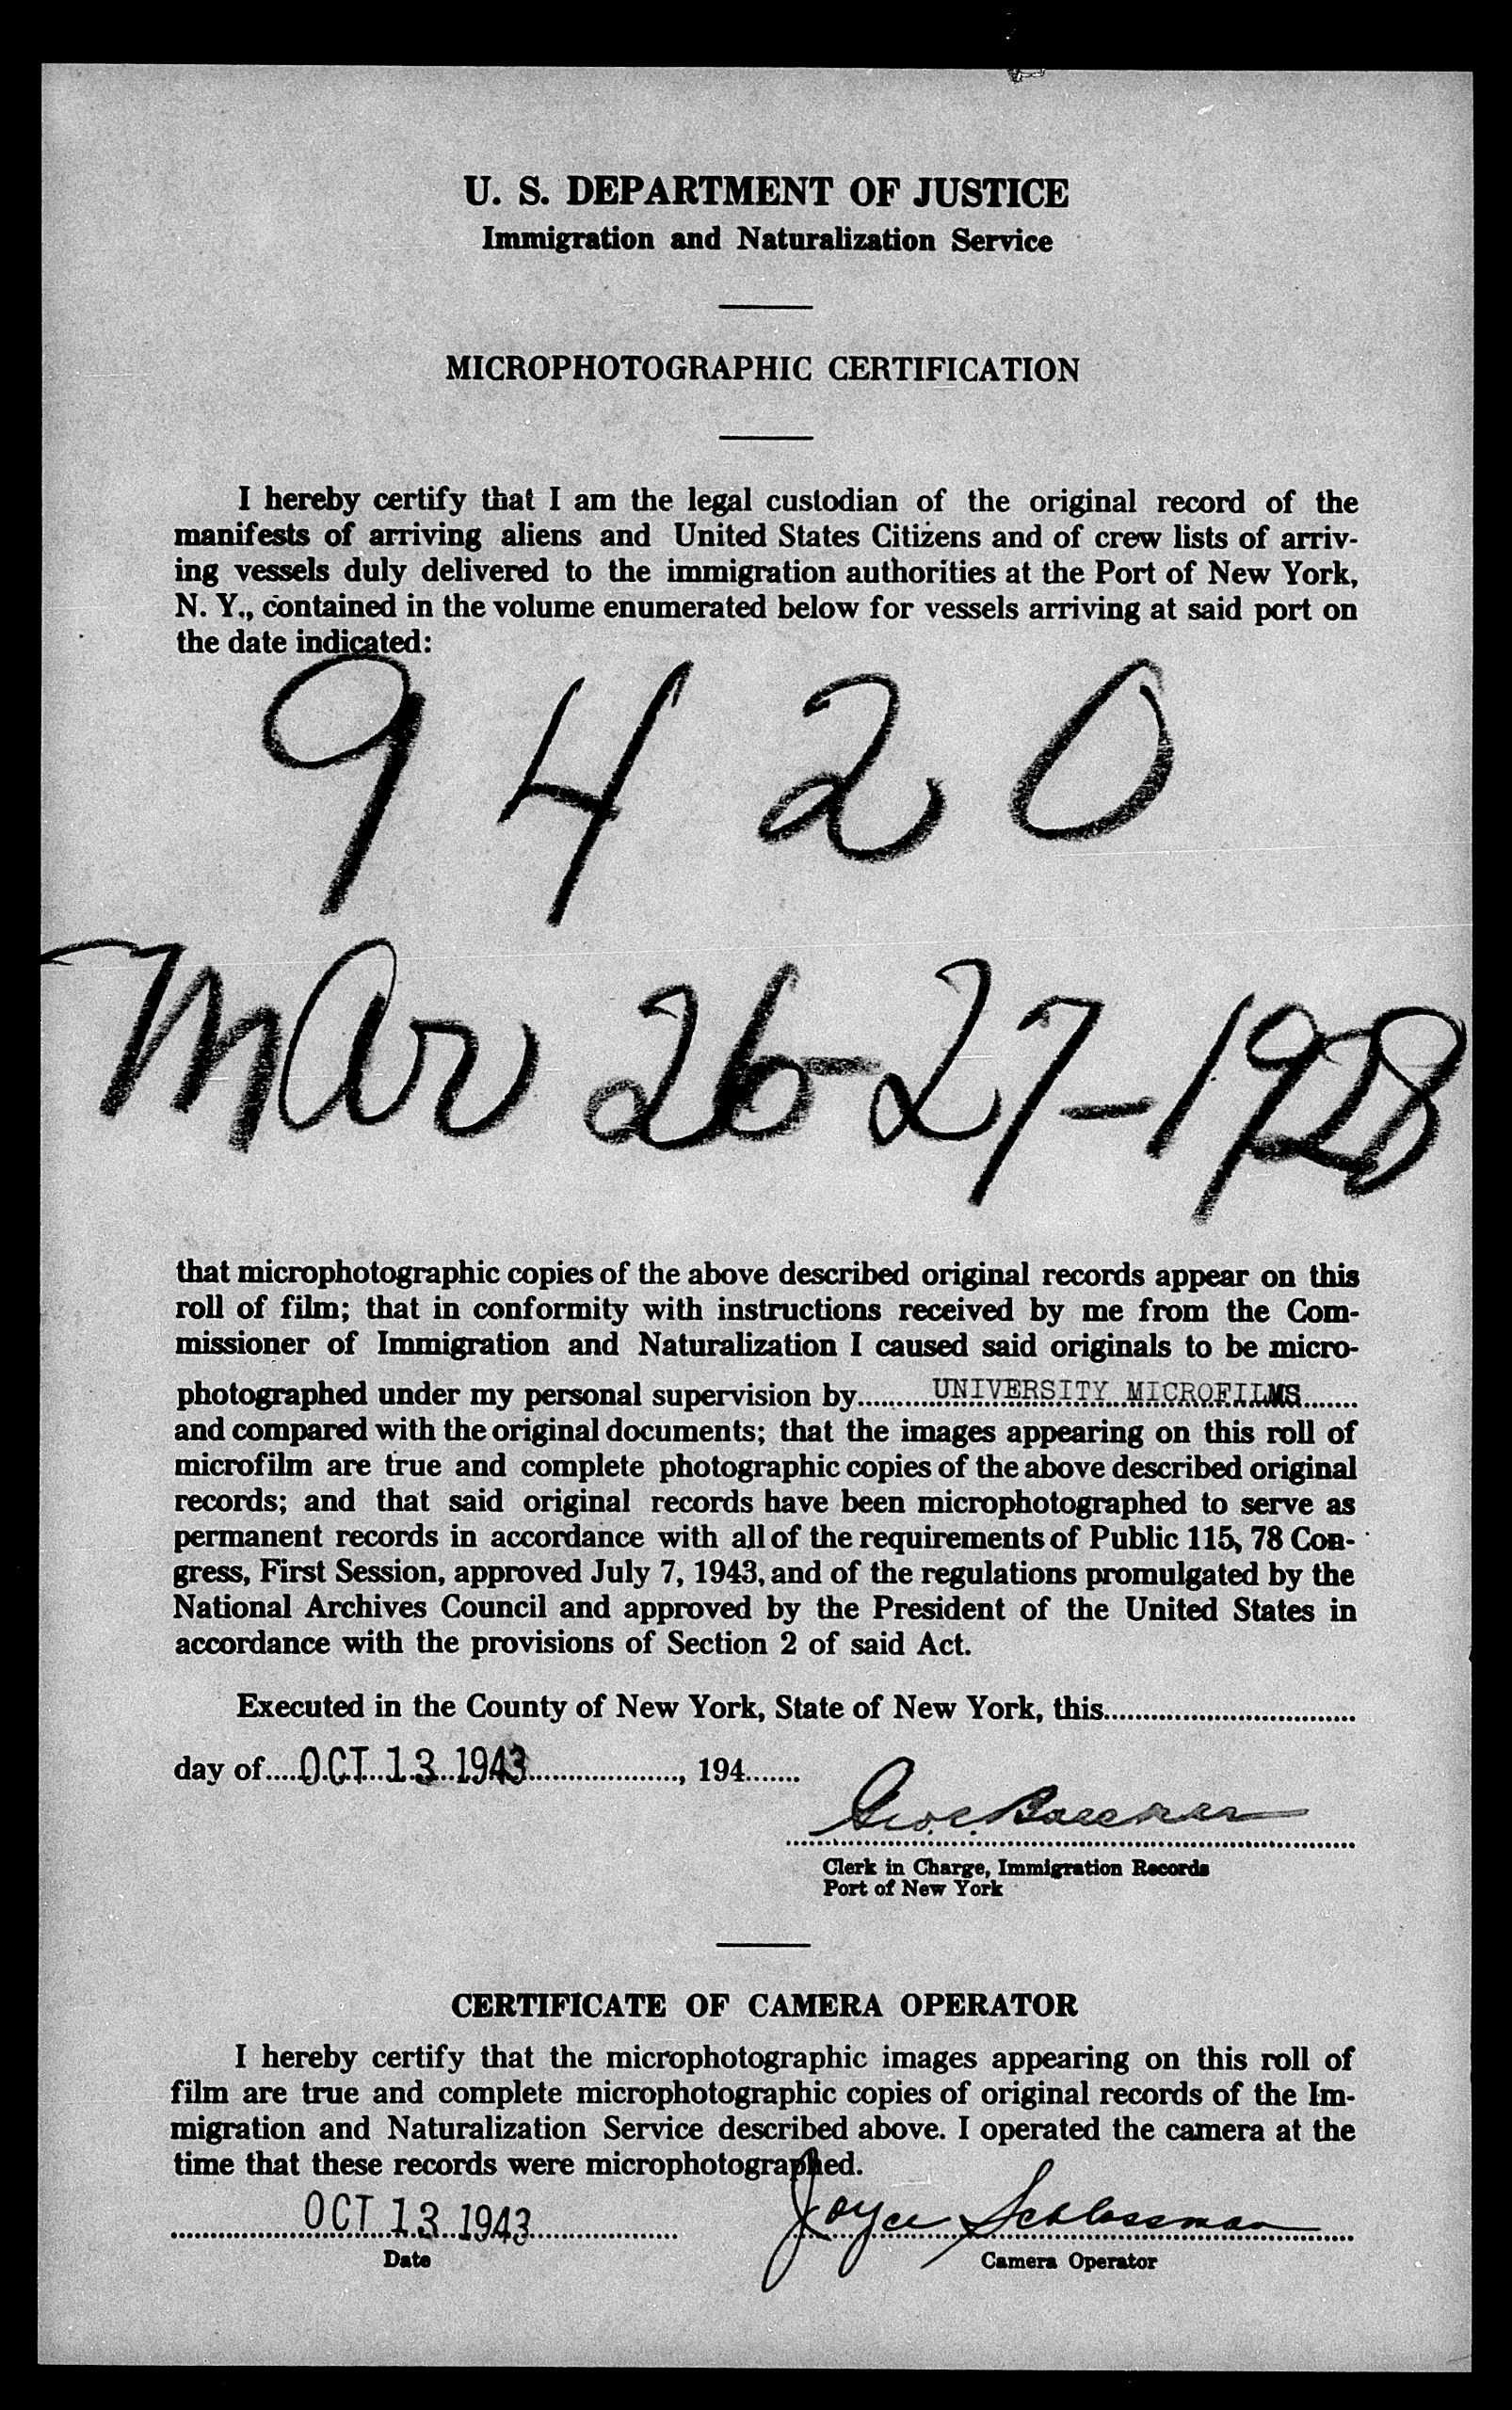 U. S. DEPARTMENT OF JUSTICE
Immigration and Naturalization Service
MICROPHOTOGRAPHIC CERTIFICATION
I hereby certify that I am the legal custodian of the original record of the
manifests of arriving aliens and United States Citizens and of crew lists of arriv-
ing vessels duly delivered to the immigration authorities at the Port of New York,
N. Y., contained in the volume enumerated below for vessels arriving at said port on
the date indicated:
9420
Mar 26-27-1928
that microphotographic copies of the above described original records appear on this
roll of film; that in conformity with instructions received by me from the Com-
missioner of Immigration and Naturalization I caused said originals to be micro-
photographed under my personal supervision by UNIVERSITY MICROFILMS
and compared with the original documents; that the images appearing on this roll of
microfilm are true and complete photographic copies of the above described original
records; and that said original records have been microphotographed to serve as
permanent records in accordance with all of the requirements of Public 115, 78 Con-
gress, First Session, approved July 7, 1943, and of the regulations promulgated by the
National Archives Council and approved by the President of the United States in
accordance with the provisions of Section 2 of said Act.
Executed in the County of New York, State of New York, this
day of OCT 13 1943, 194
Clerk in Charge, Immigration Records
Port of New York
CERTIFICATE OF CAMERA OPERATOR
I hereby certify that the microphotographic images appearing on this roll of
film are true and complete microphotographic copies of original records of the Im-
migration and Naturalization Service described above. I operated the camera at the
time that these records were microphotographed.
OCT 13 1943 Joyce Schlossman
Date Camera Operator